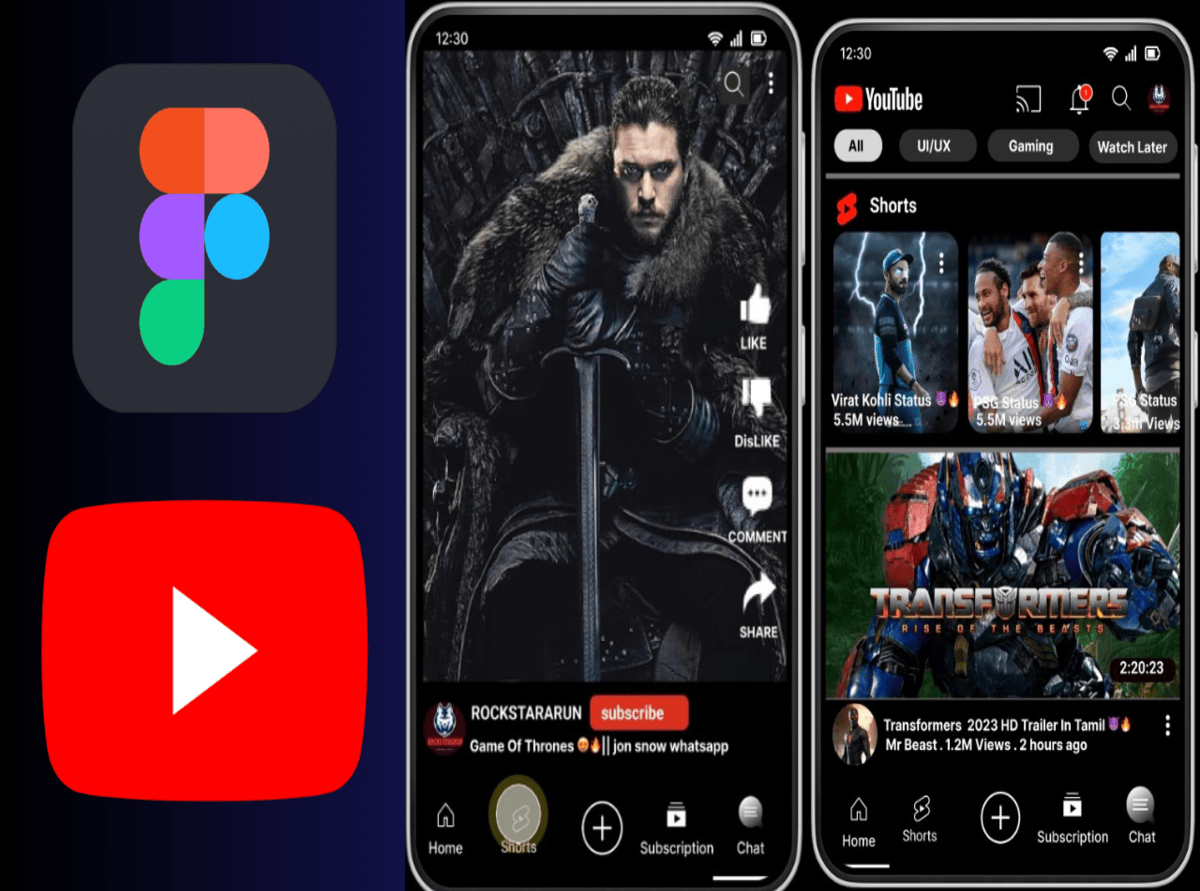 12:30
LIKE
DisLIKE
COMMENT
SHARE
ROCKSTARARUN
subscribe
Game Of Thrones 😡🔥|| jon snow whatsapp
Home
Shorts
Subscription
Chat
12:30
YouTube
1
All
UI/UX
Gaming
Watch Later
Shorts
Virat Kohli Status 😈🔥
5.5M views
PSG Status 😈🔥
5.5M views
PSG Status
3.3m Views
TRANSFORMERS
RISE OF THE BEASTS
2:20:23
Transformers 2023 HD Trailer In Tamil 😈🔥
Mr Beast . 1.2M Views . 2 hours ago
Home
Shorts
Subscription
Chat